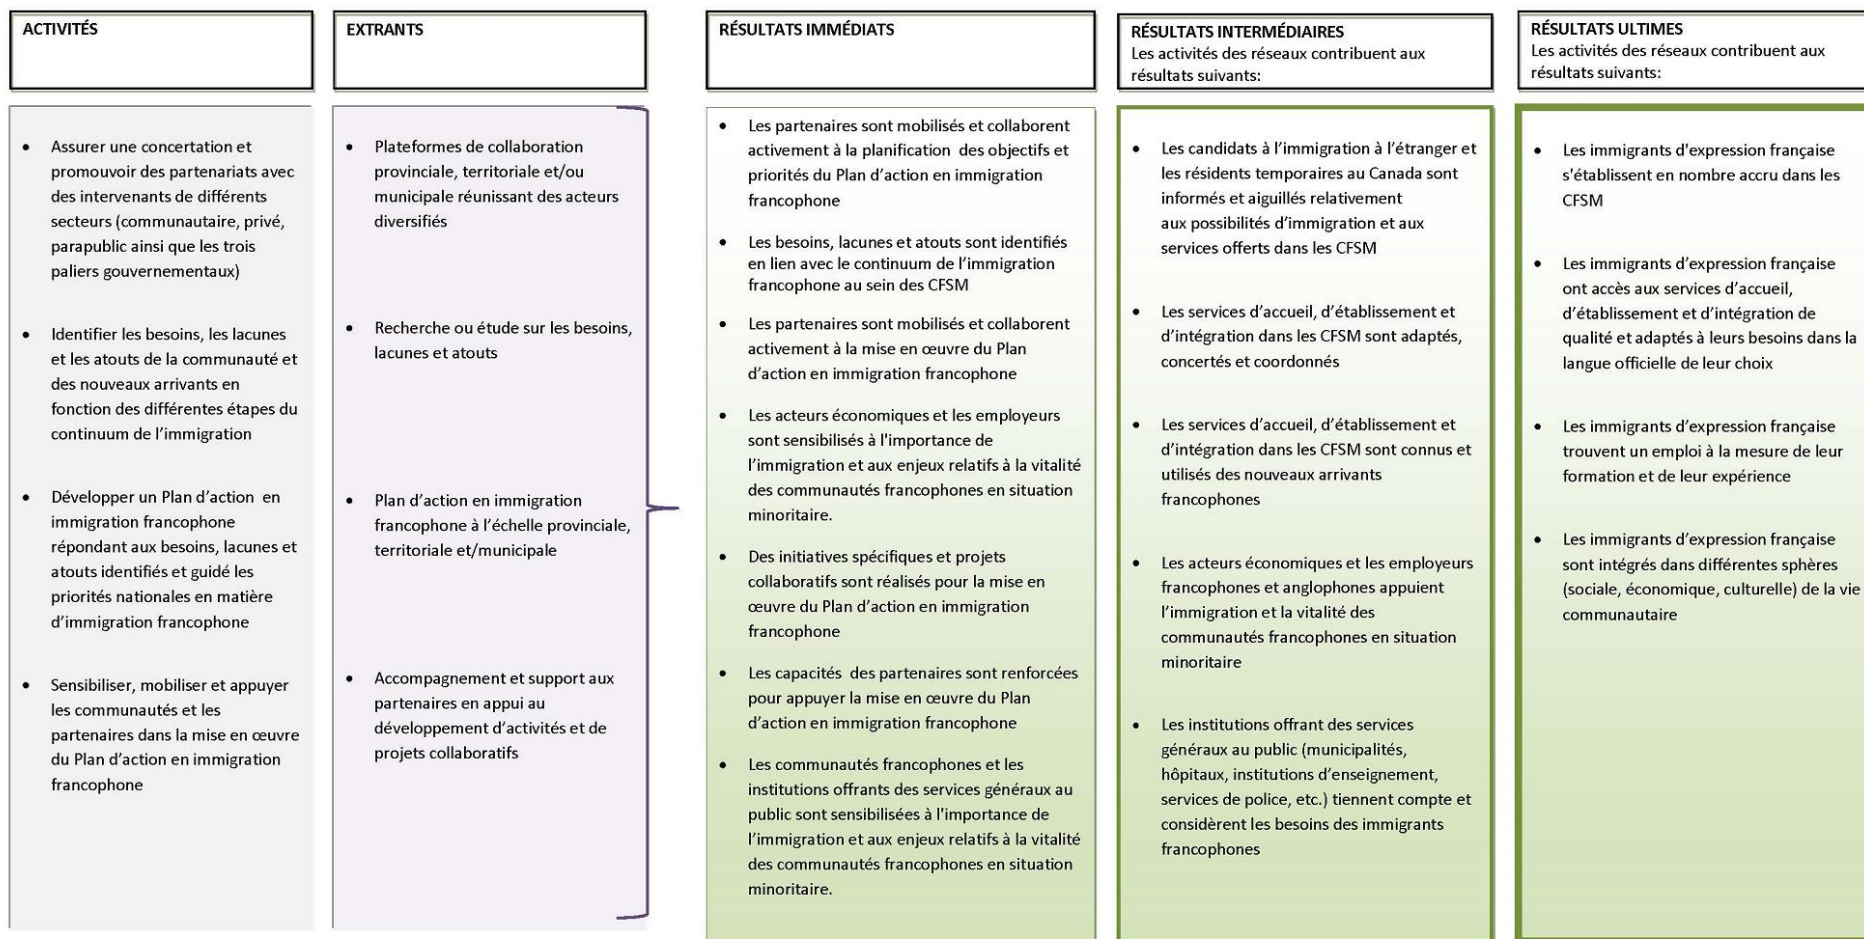 ACTIVITÉS
• Assurer une concertation et
promouvoir des partenariats avec
des intervenants de différents
secteurs (communautaire, privé,
parapublic ainsi que les trois
paliers gouvernementaux)
• Identifier les besoins, les lacunes
et les atouts de la communauté et
des nouveaux arrivants en
fonction des différentes étapes du
continuum de l’immigration
• Développer un Plan d’action en
immigration francophone
répondant aux besoins, lacunes et
atouts identifiés et guidé les
priorités nationales en matière
d’immigration francophone
• Sensibiliser, mobiliser et appuyer
les communautés et les
partenaires dans la mise en œuvre
du Plan d’action en immigration
francophone
EXTRANTS
• Plateformes de collaboration
provinciale, territoriale et/ou
municipale réunissant des acteurs
diversifiés
• Recherche ou étude sur les besoins,
lacunes et atouts
• Plan d’action en immigration
francophone à l’échelle provinciale,
territoriale et/municipale
• Accompagnement et support aux
partenaires en appui au
développement d’activités et de
projets collaboratifs
RÉSULTATS IMMÉDIATS
• Les partenaires sont mobilisés et collaborent
activement à la planification des objectifs et
priorités du Plan d’action en immigration
francophone
• Les besoins, lacunes et atouts sont identifiés
en lien avec le continuum de l’immigration
francophone au sein des CFSM
• Les partenaires sont mobilisés et collaborent
activement à la mise en œuvre du Plan
d’action en immigration francophone
• Les acteurs économiques et les employeurs
sont sensibilisés à l'importance de
l’immigration et aux enjeux relatifs à la vitalité
des communautés francophones en situation
minoritaire.
• Des initiatives spécifiques et projets
collaboratifs sont réalisés pour la mise en
œuvre du Plan d’action en immigration
francophone
• Les capacités des partenaires sont renforcées
pour appuyer la mise en œuvre du Plan
d’action en immigration francophone
• Les communautés francophones et les
institutions offrants des services généraux au
public sont sensibilisées à l'importance de
l’immigration et aux enjeux relatifs à la vitalité
des communautés francophones en situation
minoritaire.
RÉSULTATS INTERMÉDIAIRES
Les activités des réseaux contribuent aux
résultats suivants:
• Les candidats à l’immigration à l’étranger et
les résidents temporaires au Canada sont
informés et aiguillés relativement
aux possibilités d’immigration et aux
services offerts dans les CFSM
• Les services d’accueil, d’établissement et
d’intégration dans les CFSM sont adaptés,
concertés et coordonnés
• Les services d’accueil, d’établissement et
d’intégration dans les CFSM sont connus et
utilisés des nouveaux arrivants
francophones
• Les acteurs économiques et les employeurs
francophones et anglophones appuient
l’immigration et la vitalité des
communautés francophones en situation
minoritaire
• Les institutions offrant des services
généraux au public (municipalités,
hôpitaux, institutions d’enseignement,
services de police, etc.) tiennent compte et
considèrent les besoins des immigrants
francophones
RÉSULTATS ULTIMES
Les activités des réseaux contribuent aux
résultats suivants:
• Les immigrants d'expression française
s'établissent en nombre accru dans les
CFSM
• Les immigrants d’expression française
ont accès aux services d’accueil,
d’établissement et d’intégration de
qualité et adaptés à leurs besoins dans la
langue officielle de leur choix
• Les immigrants d’expression française
trouvent un emploi à la mesure de leur
formation et de leur expérience
• Les immigrants d’expression française
sont intégrés dans différentes sphères
(sociale, économique, culturelle) de la vie
communautaire